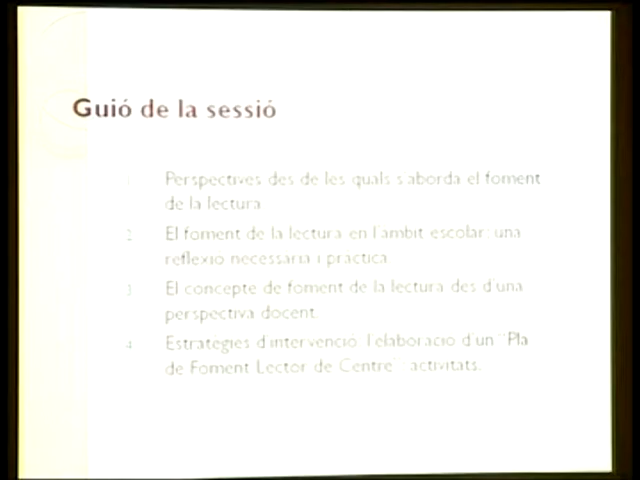 Guió de la sessió
1. Perspectives des de les quals s'aborda el foment
de la lectura
2. El foment de la lectura en l'àmbit escolar: una
reflexió necessària i pràctica.
3. El concepte de foment de la lectura des d'una
perspectiva docent.
4. Estratègies d'intervenció: l'elaboració d'un "Pla
de Foment Lector de Centre": activitats.